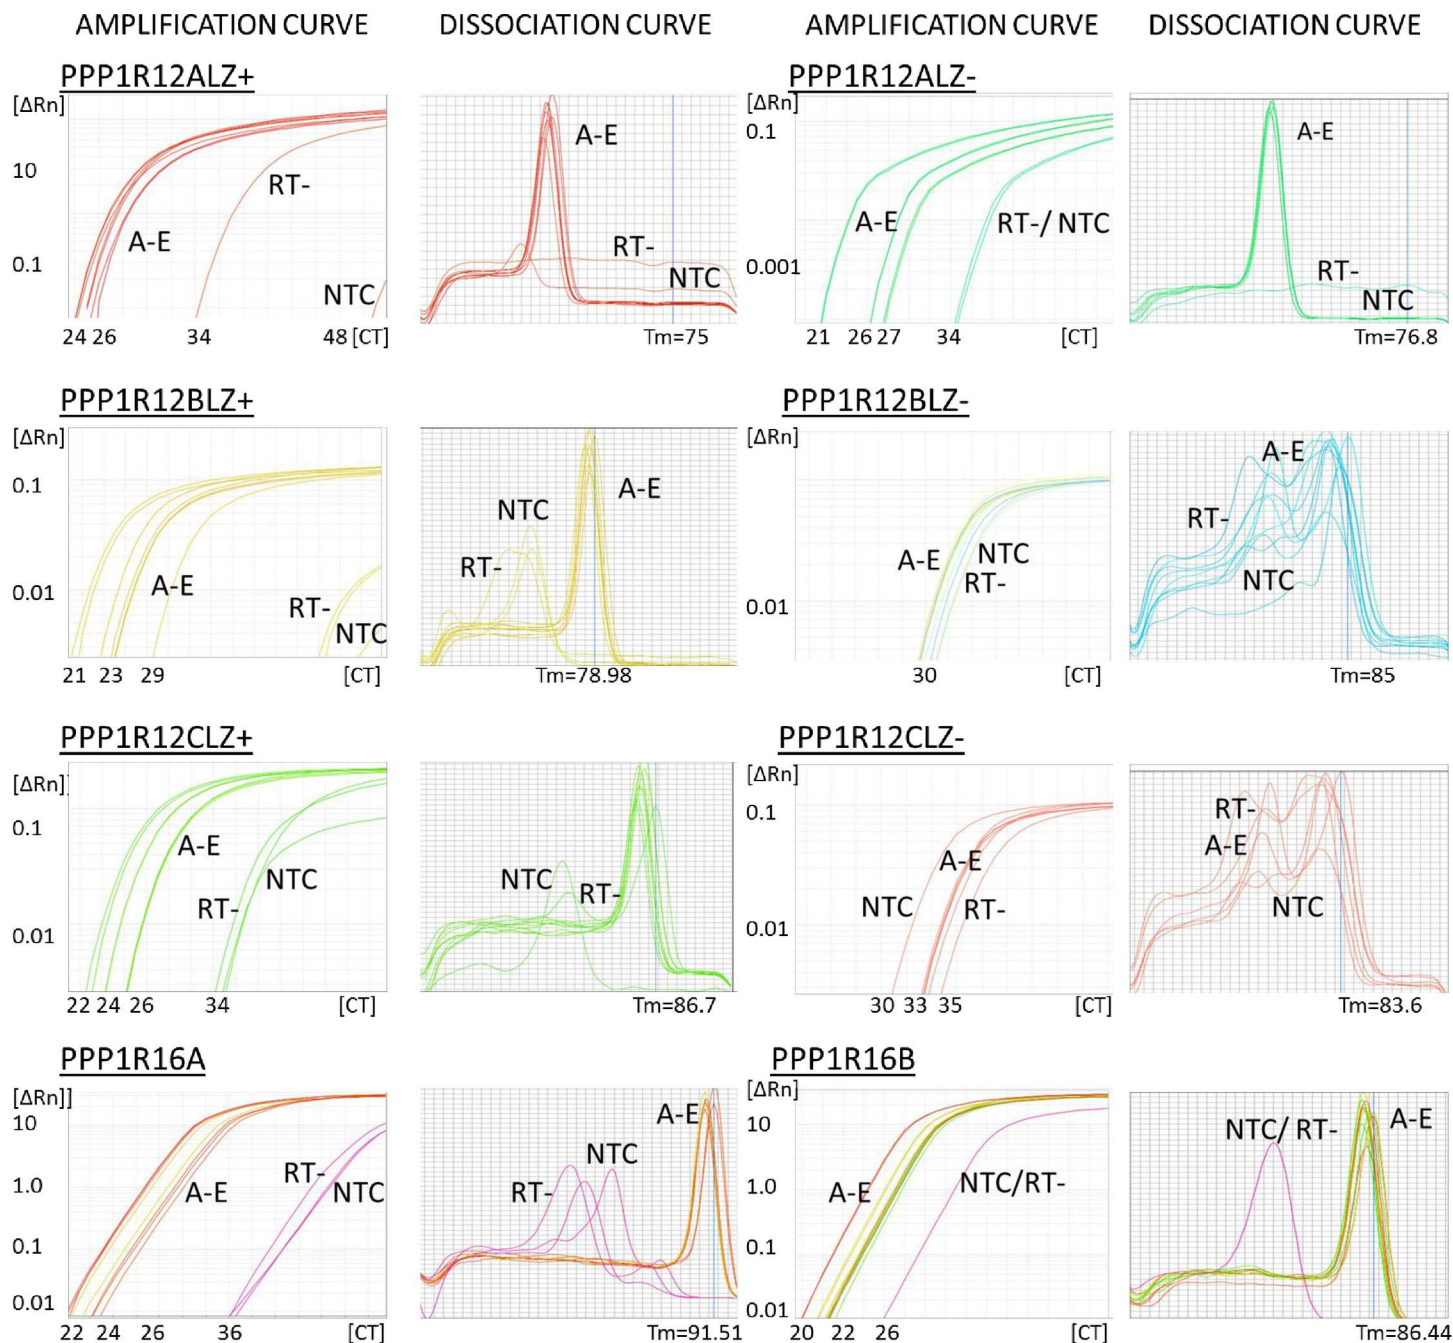 AMPLIFICATION CURVE DISSOCIATION CURVE AMPLIFICATION CURVE DISSOCIATION CURVE
PPP1R12ALZ+
[ΔRn]
10
0.1
A-E
RT-
NTC
24 26 34 48 [CT]
A-E
RT-
NTC
Tm=75
PPP1R12ALZ-
[ΔRn]
0.1
0.001
A-E
RT-/ NTC
21 26 27 34 [CT]
A-E
RT-
NTC
Tm=76.8
PPP1R12BLZ+
[ΔRn]
0.1
0.01
A-E
RT-
NTC
21 23 29 [CT]
A-E
NTC
RT-
Tm=78.98
PPP1R12BLZ-
[ΔRn]
0.01
A-E
NTC
RT-
30 [CT]
A-E
RT-
NTC
Tm=85
PPP1R12CLZ+
[ΔRn]]
0.1
0.01
A-E
NTC
RT-
22 24 26 34 [CT]
NTC
RT-
Tm=86.7
PPP1R12CLZ-
[ΔRn]
0.1
0.01
A-E
NTC
RT-
30 33 35 [CT]
RT-
A-E
NTC
Tm=83.6
PPP1R16A
[ΔRn]]
10
1.0
0.1
0.01
A-E
RT-
NTC
22 24 26 36 [CT]
A-E
NTC
RT-
Tm=91.51
PPP1R16B
[ΔRn]
10
1.0
0.1
0.01
A-E
NTC/RT-
20 22 26 [CT]
NTC/ RT-
A-E
Tm=86.44